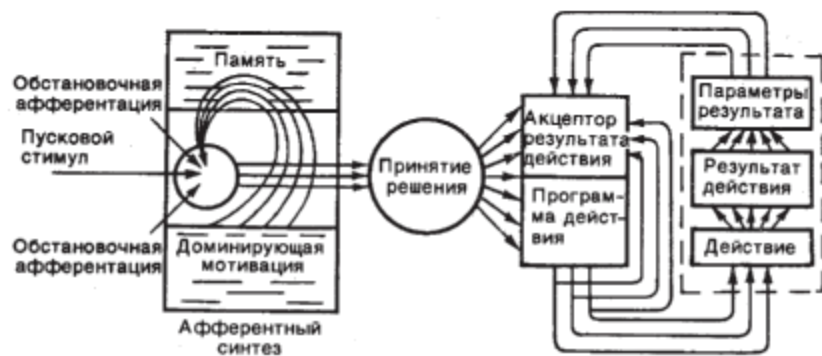 Память
Обстановочная
афферентация
Пусковой
стимул
Обстановочная
афферентация
Доминирующая
мотивация
Афферентный
синтез
Принятие
решения
Акцептор
результата
действия
Програм-
ма дейст-
вия
Параметры
результата
Результат
действия
Действие